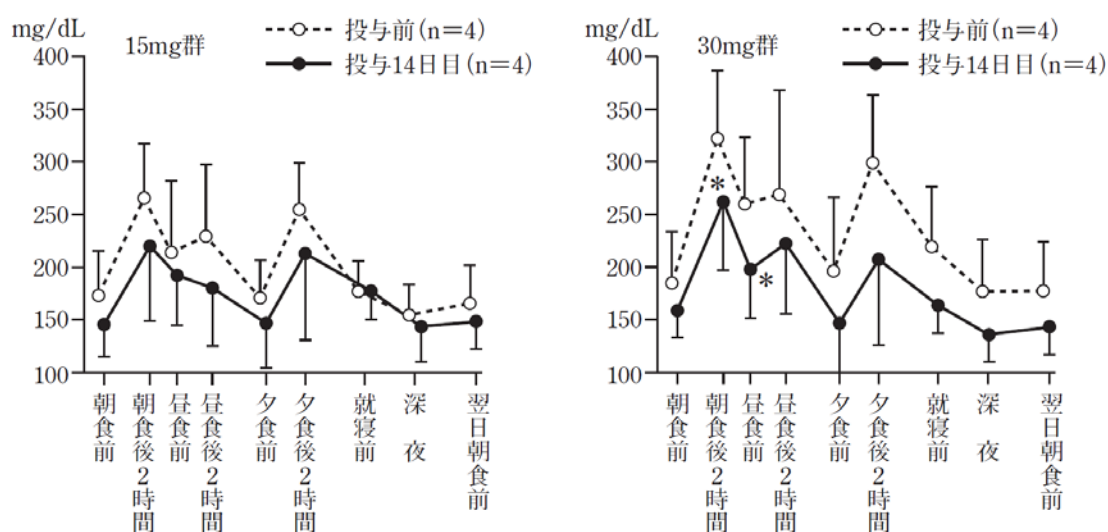 mg/dL
15mg群
投与前(n=4)
投与14日目(n=4)
400
350
300
250
200
150
100
朝食前
朝食後2時間
昼食前
昼食後2時間
夕食前
夕食後2時間
就寝前
深夜
翌日朝食前
mg/dL
30mg群
投与前(n=4)
投与14日目(n=4)
400
350
300
250
200
150
100
*
*
朝食前
朝食後2時間
昼食前
昼食後2時間
夕食前
夕食後2時間
就寝前
深夜
翌日朝食前